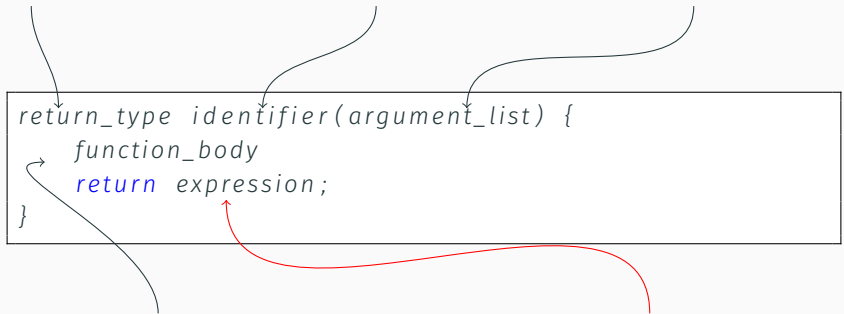 return_type identifier(argument_list) {
function_body
return expression;
}